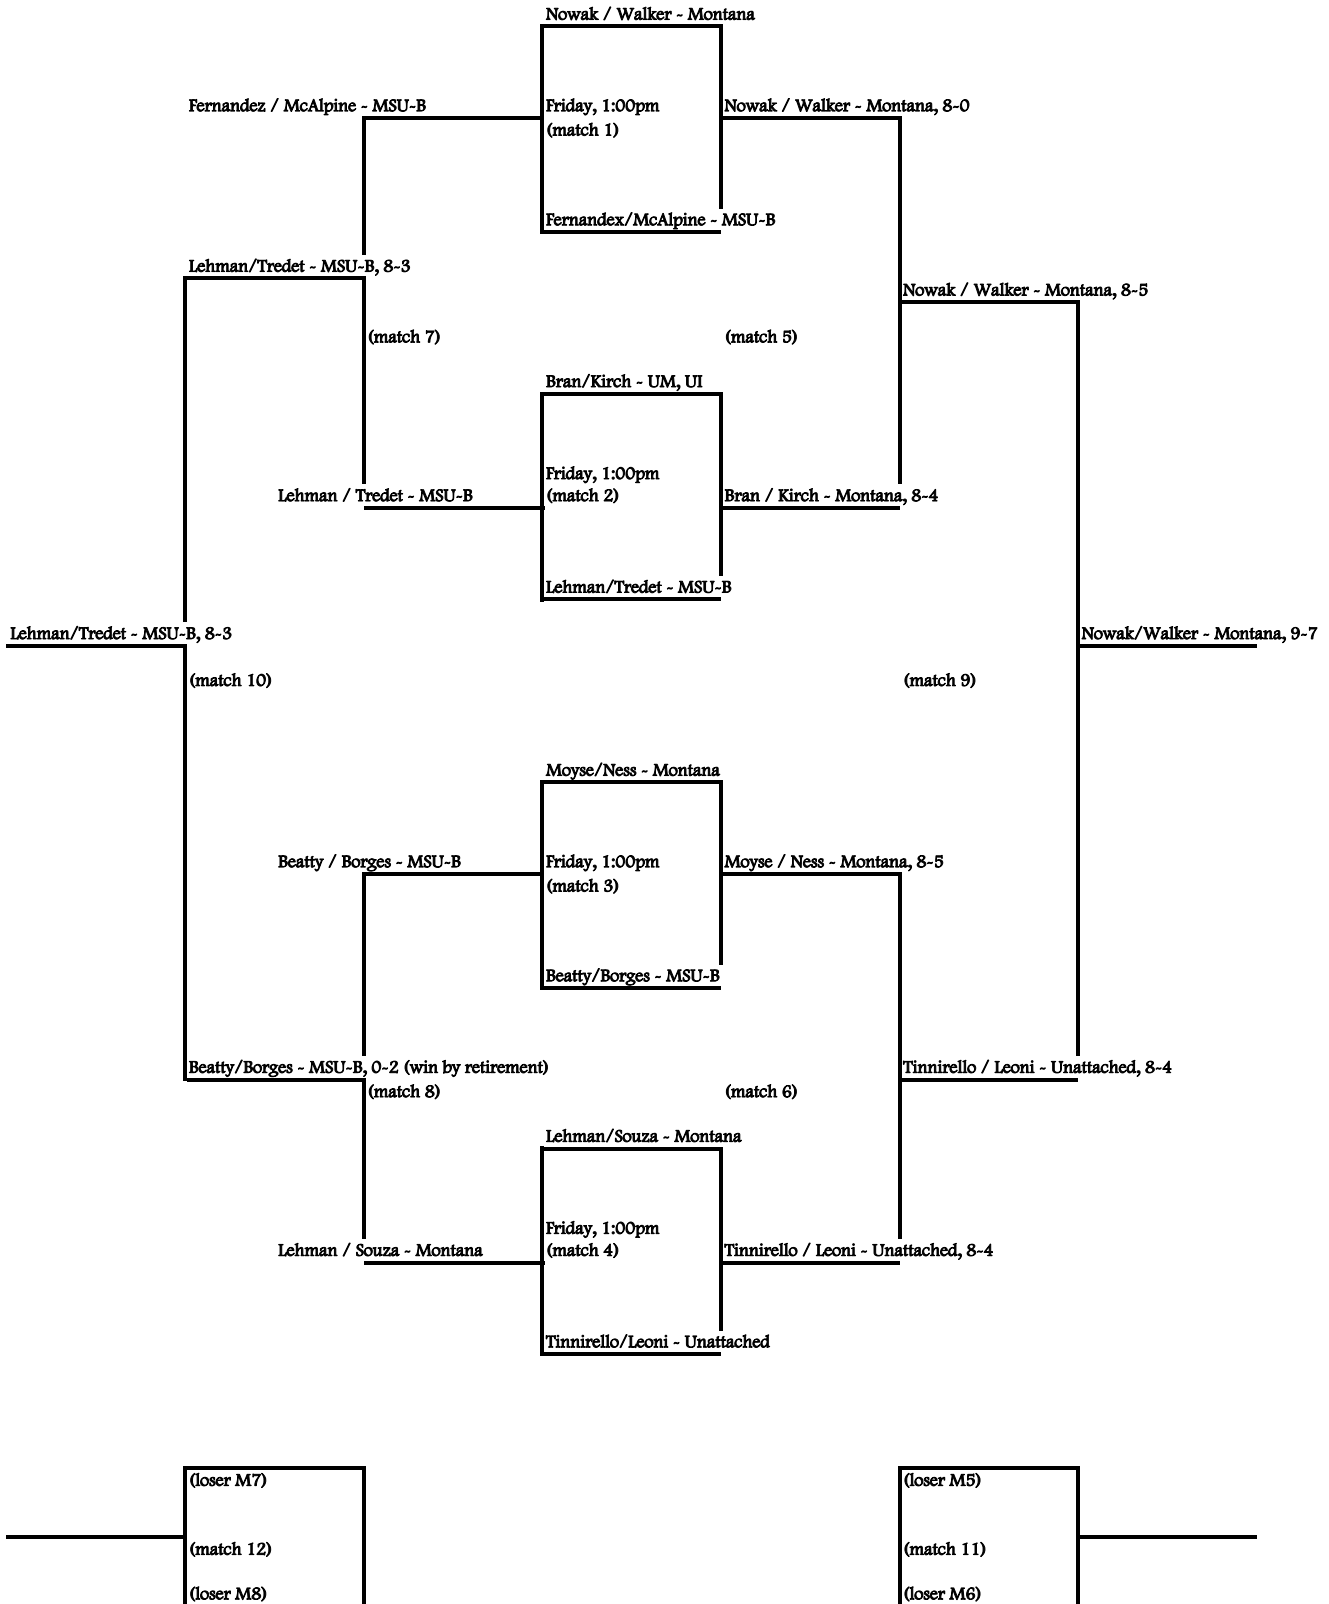 Nowak / Walker - Montana
Fernandez / McAlpine - MSU-B
Friday, 1:00pm
Nowak / Walker - Montana, 8-0
(match 1)
Fernandex/McAlpine - MSU-B
Lehman/Tredet - MSU-B, 8-3
Nowak / Walker - Montana, 8-5
(match 7)
(match 5)
Bran/Kirch - UM, UI
Friday, 1:00pm
Lehman / Tredet - MSU-B
(match 2)
Bran / Kirch - Montana, 8-4
Lehman/Tredet - MSU-B
Lehman/Tredet - MSU-B, 8-3
Nowak/Walker - Montana, 9-7
(match 10)
(match 9)
Moyse/Ness - Montana
Beatty / Borges - MSU-B
Friday, 1:00pm
Moyse / Ness - Montana, 8-5
(match 3)
Beatty/Borges - MSU-B
Beatty/Borges - MSU-B, 0-2 (win by retirement)
Tinnirello / Leoni - Unattached, 8-4
(match 8)
(match 6)
Lehman/Souza - Montana
Friday, 1:00pm
Lehman / Souza - Montana
(match 4)
Tinnirello / Leoni - Unattached, 8-4
Tinnirello/Leoni - Unattached
(loser M7)
(loser M5)
(match 12)
(match 11)
(loser M8)
(loser M6)